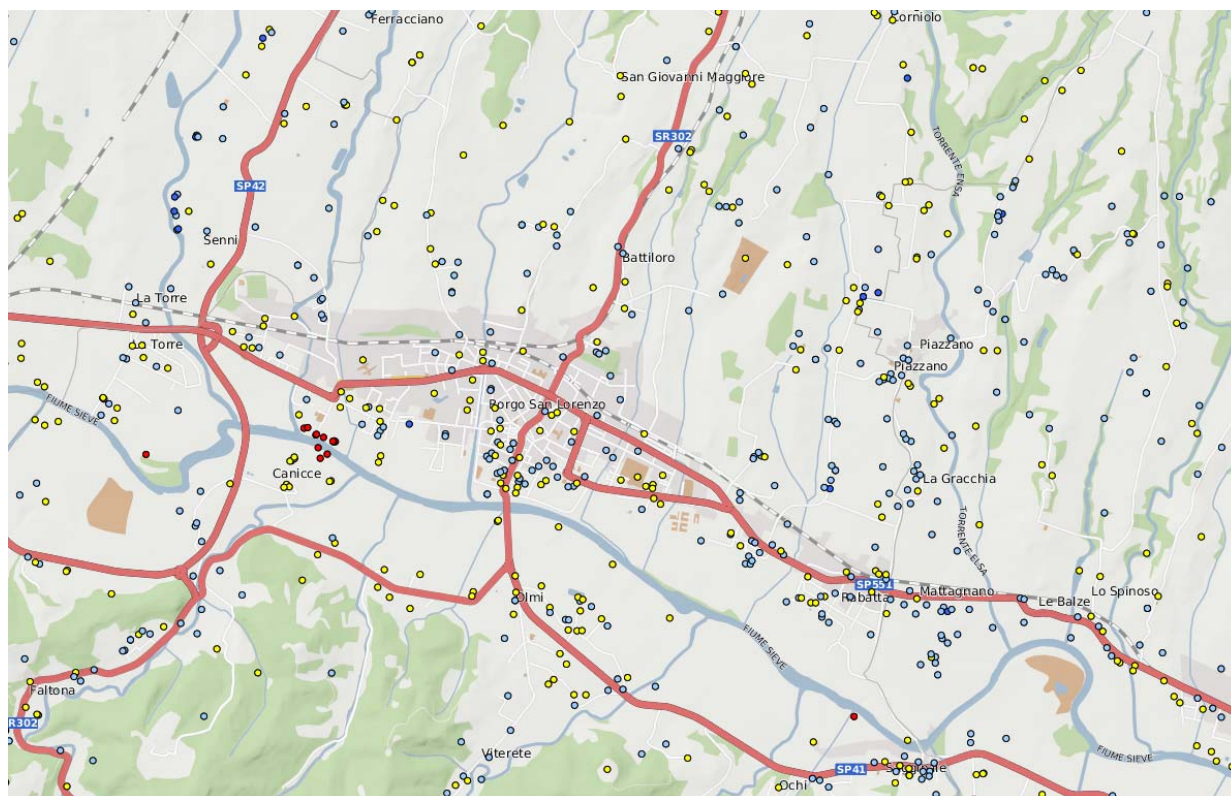 Ferracciano
Corniolo
San Giovanni Maggiore
SR302
TORRENTE ENSA
SP42
Senni
Battiloro
La Torre
La Torre
Piazzano
Piazzano
FIUME SIEVE
Borgo San Lorenzo
Canicce
La Gracchia
TORRENTE ELSA
SP551
Olmi
Rabatta
Mattagnano
Le Balze
Lo Spinoso
FIUME SIEVE
Faltona
R302
Viterete
FIUME SIEVE
SP41
Ochi